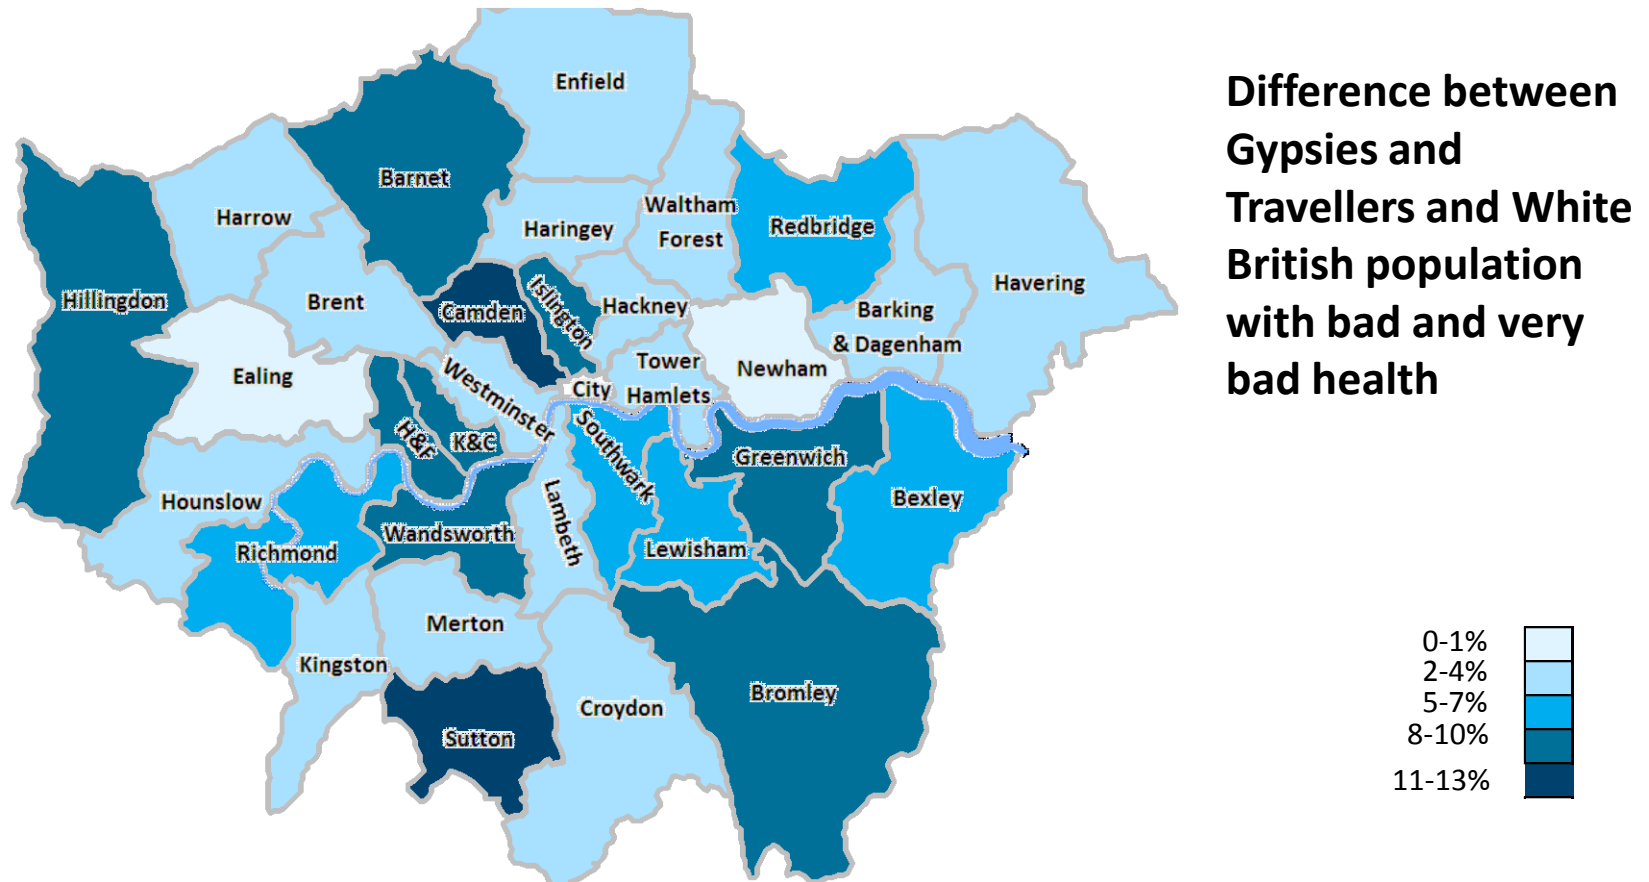 Difference between
Gypsies and
Travellers and White
British population
with bad and very
bad health
Enfield
Barnet
Harrow
Haringey
Waltham
Forest
Redbridge
Havering
Hillingdon
Brent
Camden
Islington
Hackney
Barking
& Dagenham
Ealing
Westminster
City
Tower
Hamlets
Newham
H&F
K&C
Southwark
Greenwich
Bexley
Hounslow
Richmond
Wandsworth
Lambeth
Lewisham
Merton
Kingston
Sutton
Croydon
Bromley
0-1%
2-4%
5-7%
8-10%
11-13%